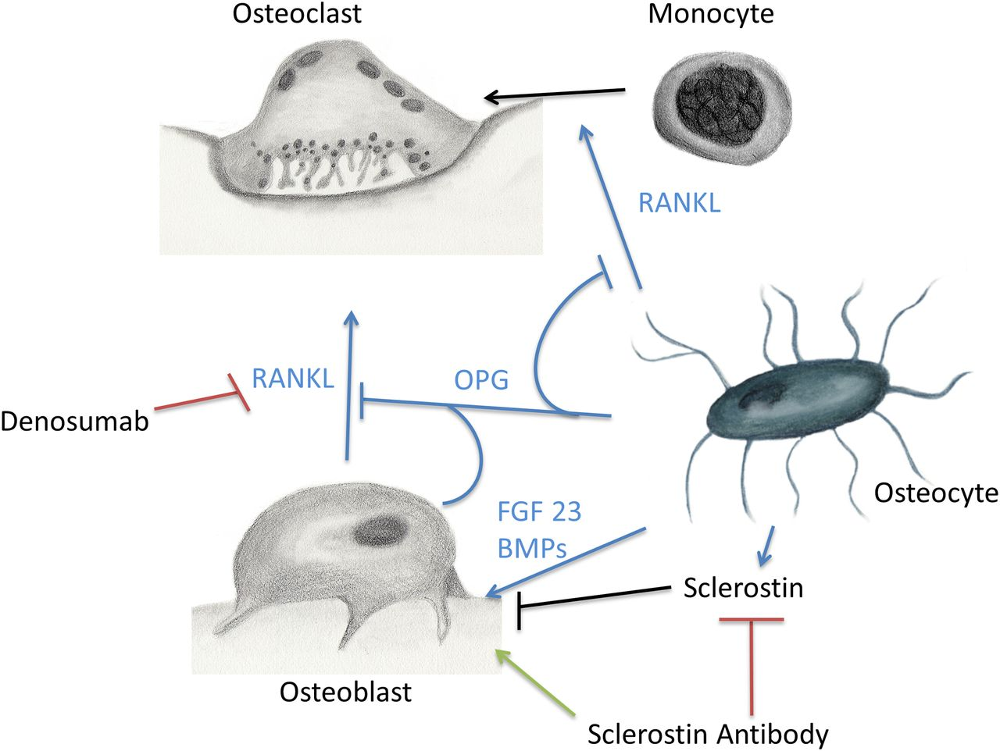 Osteoclast
Monocyte
RANKL
RANKL
OPG
Denosumab
Osteocyte
FGF 23
BMPs
Sclerostin
Osteoblast
Sclerostin Antibody